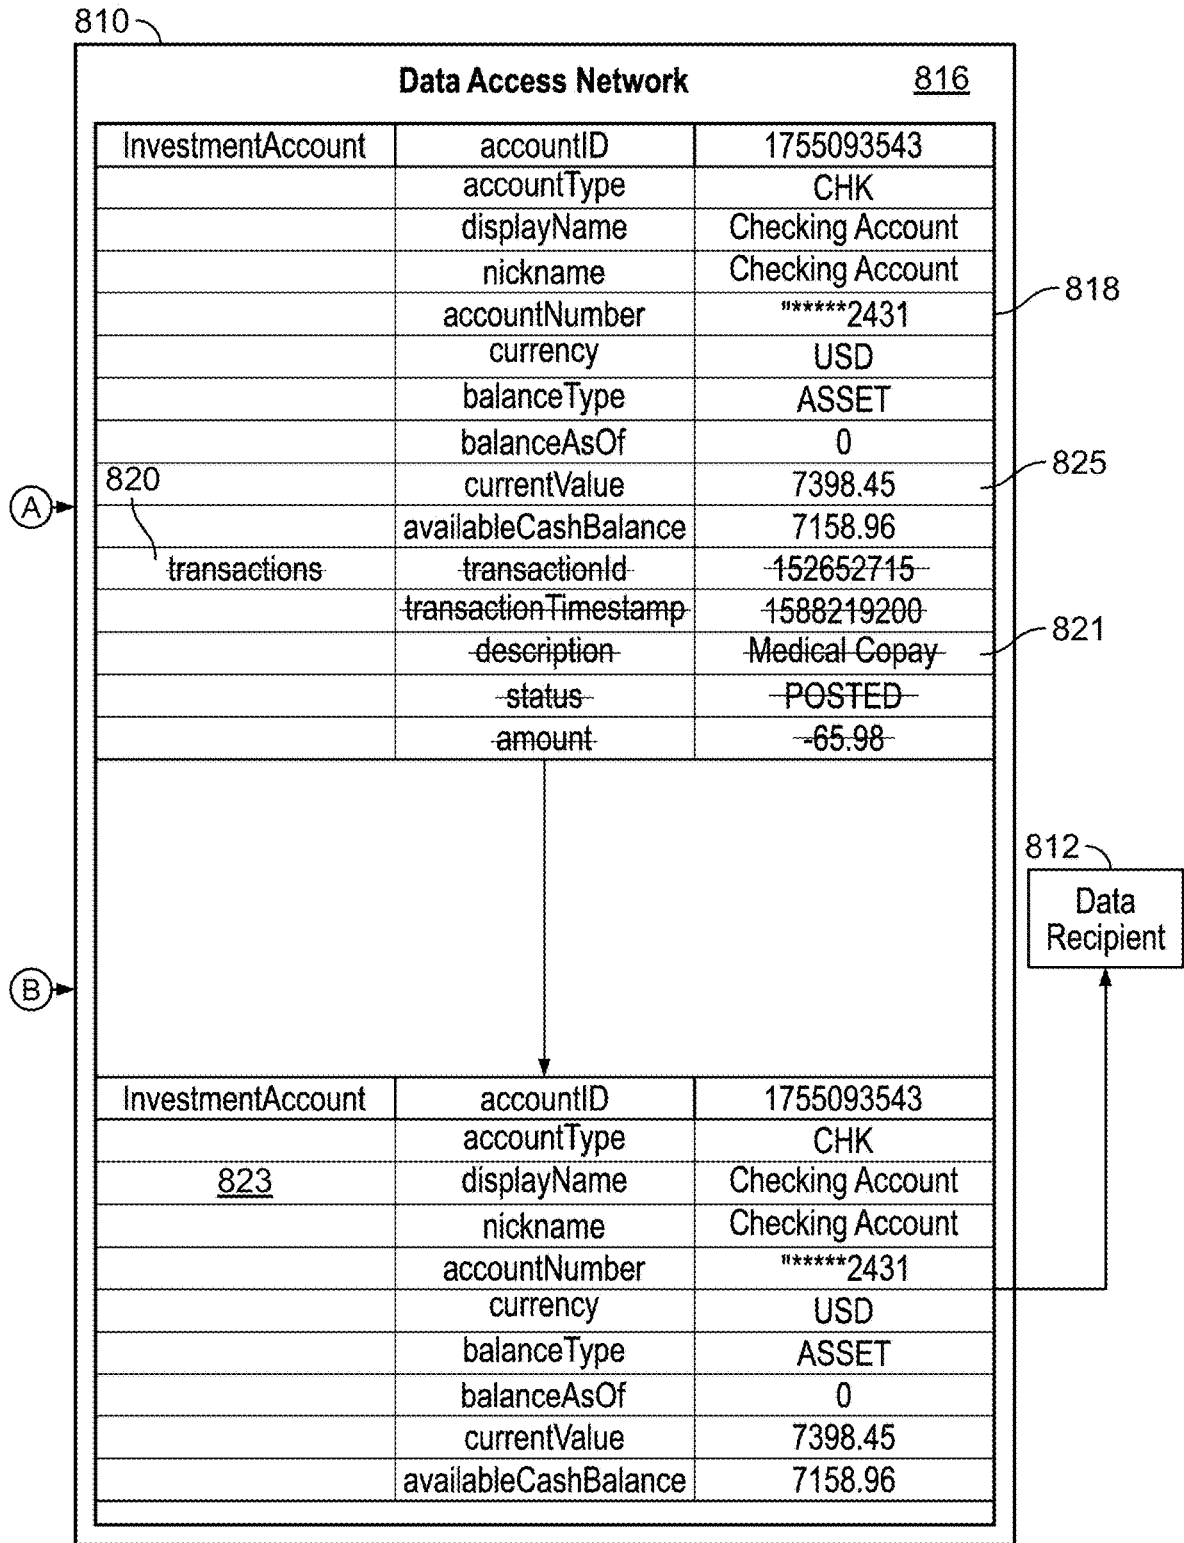 810
Data Access Network 816
InvestmentAccount accountID 1755093543
accountType CHK
displayName Checking Account
nickname Checking Account
accountNumber "*****2431
818
currency USD
balanceType ASSET
balanceAsOf 0
820
currentValue 7398.45
825
A
availableCashBalance 7158.96
transactions transactionId 152652715
transactionTimestamp 1588219200
821
description Medical Copay
status POSTED
amount -65.98
812
Data
Recipient
B
InvestmentAccount accountID 1755093543
accountType CHK
823 displayName Checking Account
nickname Checking Account
accountNumber "*****2431
currency USD
balanceType ASSET
balanceAsOf 0
currentValue 7398.45
availableCashBalance 7158.96